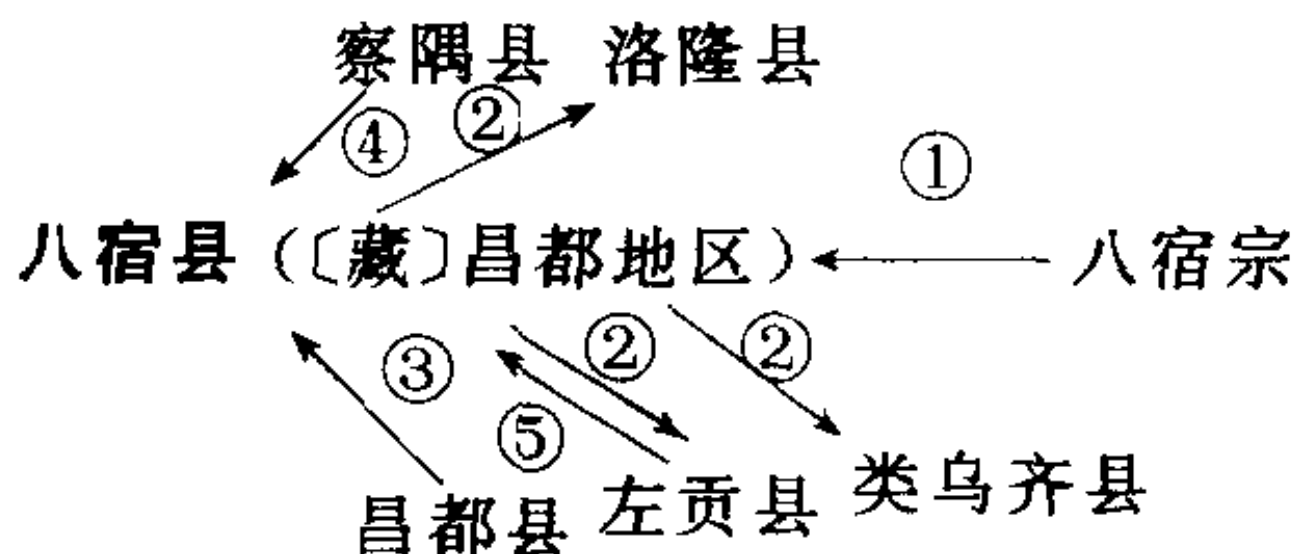 察隅县 洛隆县
④ ② ①
八宿县（〔藏〕昌都地区） 八宿宗
③ ② ②
⑤
昌都县 左贡县 类乌齐县